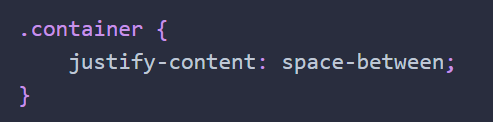 .container {
    justify-content: space-between;
}